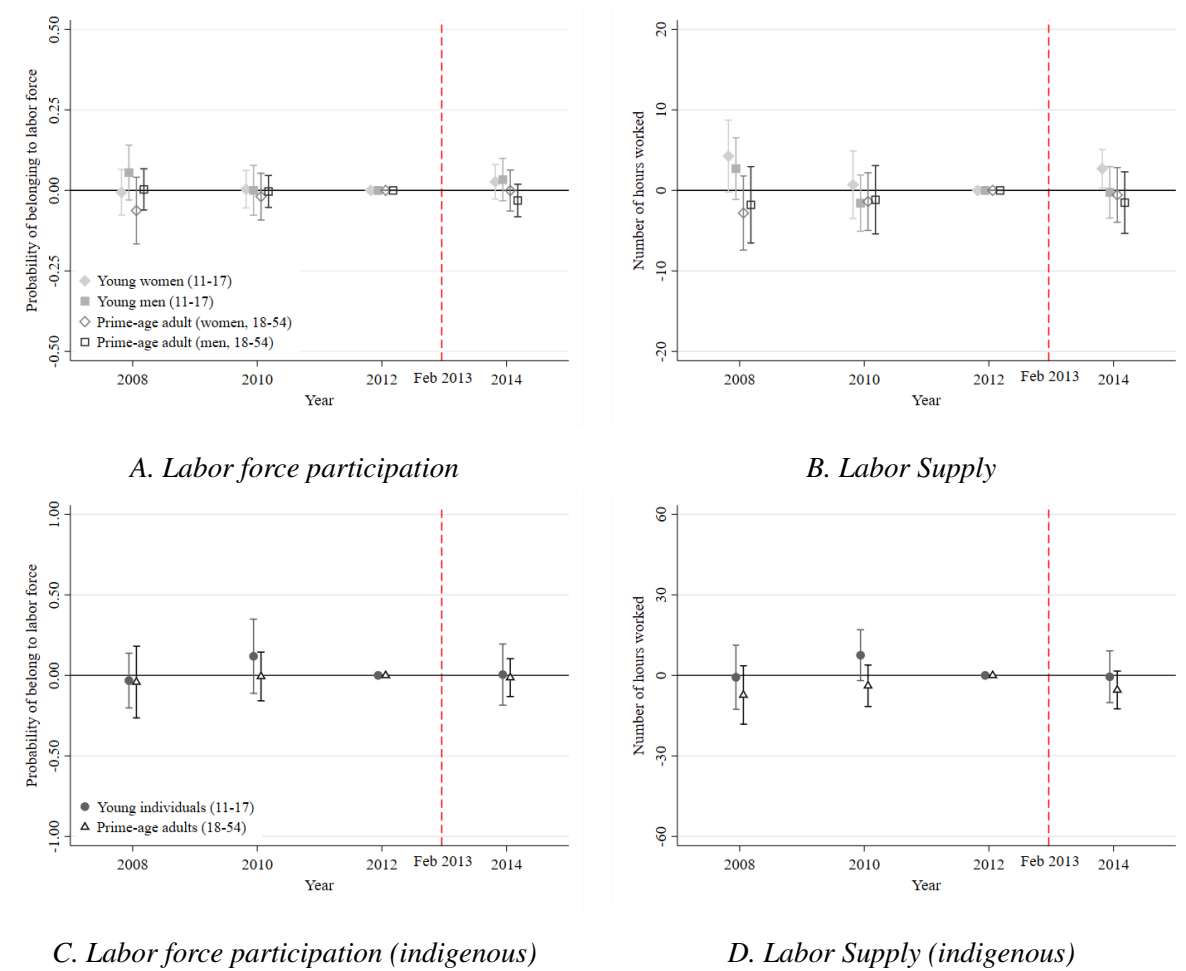 Probability of belonging to labor force
0.50
0.25
0.00
-0.25
-0.50
Young women (11-17)
Young men (11-17)
Prime-age adult (women, 18-54)
Prime-age adult (men, 18-54)
2008
2010
2012
Feb 2013
2014
Year
A. Labor force participation
Number of hours worked
20
10
0
-10
-20
2008
2010
2012
Feb 2013
2014
Year
B. Labor Supply
Probability of belong to labor force
1.00
0.50
0.00
-0.50
-1.00
Young individuals (11-17)
Prime-age adults (18-54)
2008
2010
2012
Feb 2013
2014
Year
C. Labor force participation (indigenous)
Number of hours worked
60
30
0
-30
-60
2008
2010
2012
Feb 2013
2014
Year
D. Labor Supply (indigenous)